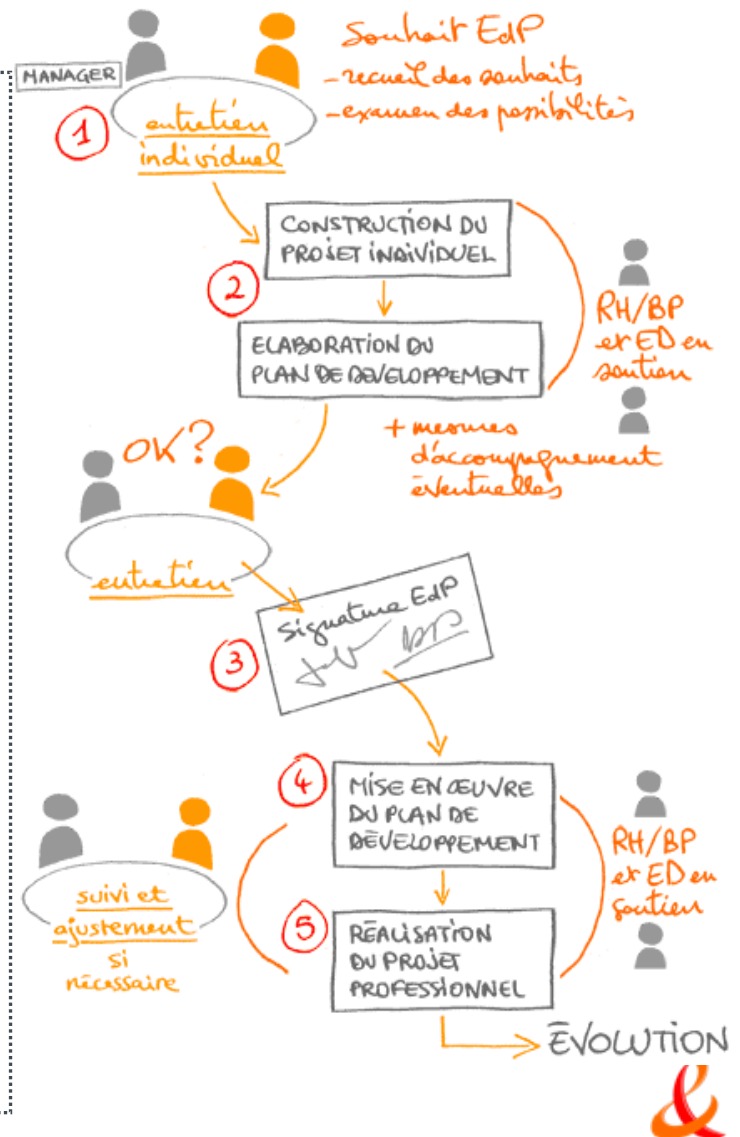 Souhait EdP
MANAGER
- recueil des souhaits
- examen des possibilités
1
entretien
individuel
CONSTRUCTION DU
PROJET INDIVIDUEL
2
ELABORATION DU
PLAN DE DEVELOPPEMENT
RH/BP
et ED en
soutien
+ mesures
d'accompagnement
éventuelles
OK?
entretien
Signature EdP
3
4
MISE EN ŒUVRE
DU PLAN DE
DÉVELOPPEMENT
RH/BP
et ED en
soutien
suivi et
ajustement
si
nécessaire
5
RÉALISATION
DU PROJET
PROFESSIONNEL
ÉVOLUTION
&